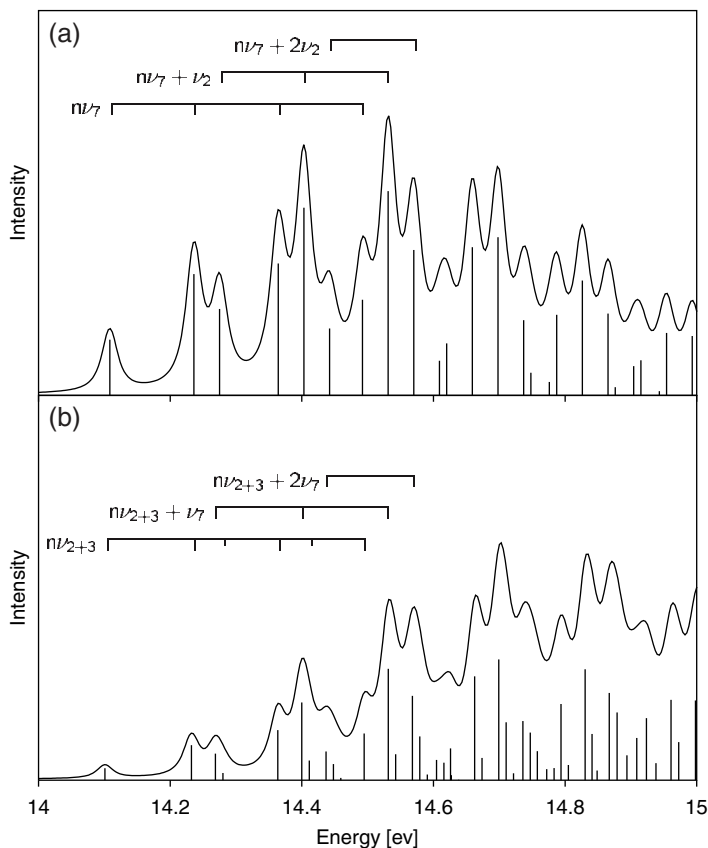 (a)
nν₇ + 2ν₂
nν₇ + ν₂
nν₇
Intensity
(b)
nν₂₊₃ + 2ν₇
nν₂₊₃ + ν₇
nν₂₊₃
Intensity
14 14.2 14.4 14.6 14.8 15
Energy [ev]